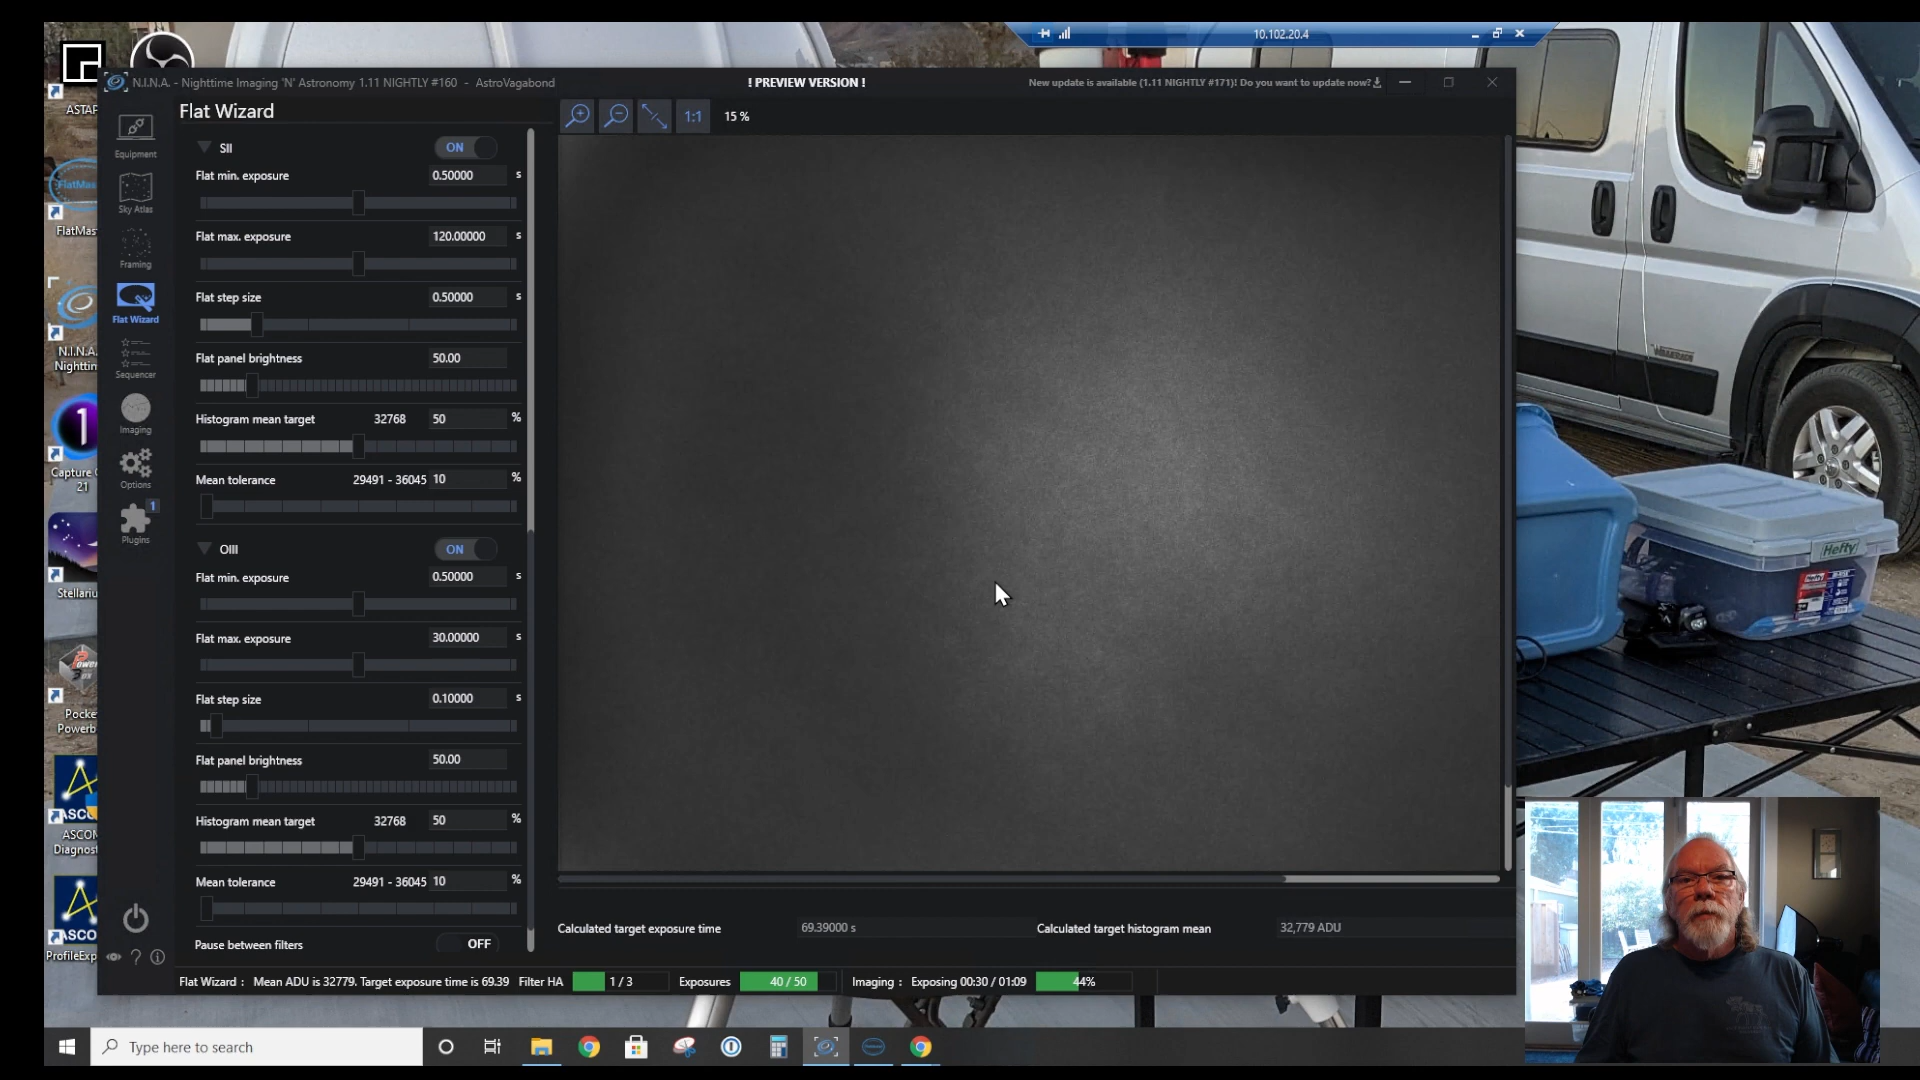 10.102.20.4
N.I.N.A. - Nighttime Imaging 'N' Astronomy 1.11 NIGHTLY #160 - AstroVagabond
! PREVIEW VERSION !
New update is available (1.11 NIGHTLY #171)! Do you want to update now?
Flat Wizard
1:1
15 %
Equipment
Sky Atlas
Framing
Flat Wizard
Sequencer
Imaging
Options
1
Plugins
SII
ON
Flat min. exposure 0.50000 s
Flat max. exposure 120.00000 s
Flat step size 0.50000 s
Flat panel brightness 50.00
Histogram mean target 32768 50 %
Mean tolerance 29491 - 36045 10 %
OIII
ON
Flat min. exposure 0.50000 s
Flat max. exposure 30.00000 s
Flat step size 0.10000 s
Flat panel brightness 50.00
Histogram mean target 32768 50 %
Mean tolerance 29491 - 36045 10 %
Pause between filters OFF
Calculated target exposure time 69.39000 s Calculated target histogram mean 32,779 ADU
Flat Wizard : Mean ADU is 32779. Target exposure time is 69.39 Filter HA 1 / 3 Exposures 40 / 50 Imaging : Exposing 00:30 / 01:09 44%
ASTAP
FlatMas
FlatMas
N.I.N.A.
Nighttin
1
Capture
21
Stellariu
Pocke
Powerb
ASCO
ASCOM
Diagnost
ASCO
ProfileExp
Hefty
Type here to search